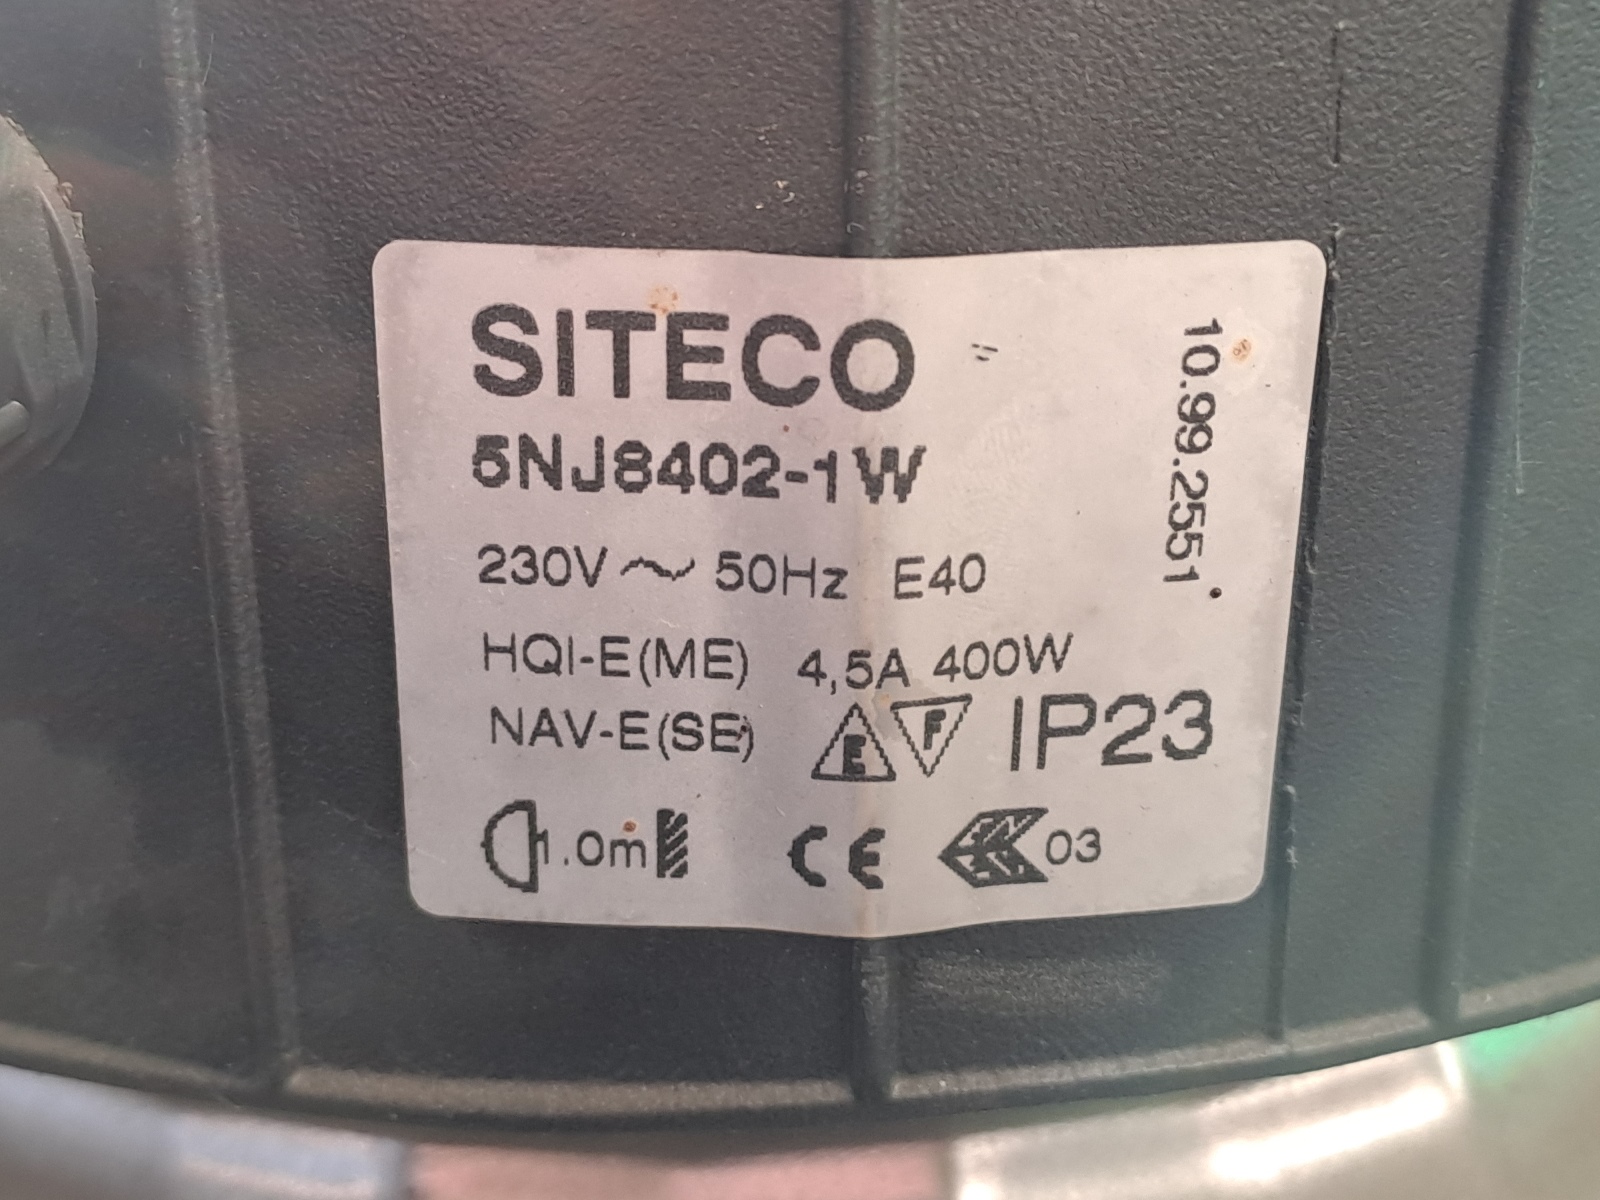 SITECO
5NJ8402-1W
230V ~ 50Hz E40
HQI-E(ME) 4,5A 400W
NAV-E(SE) E F IP23
1.0m CE ENEC 03
10.99.2551